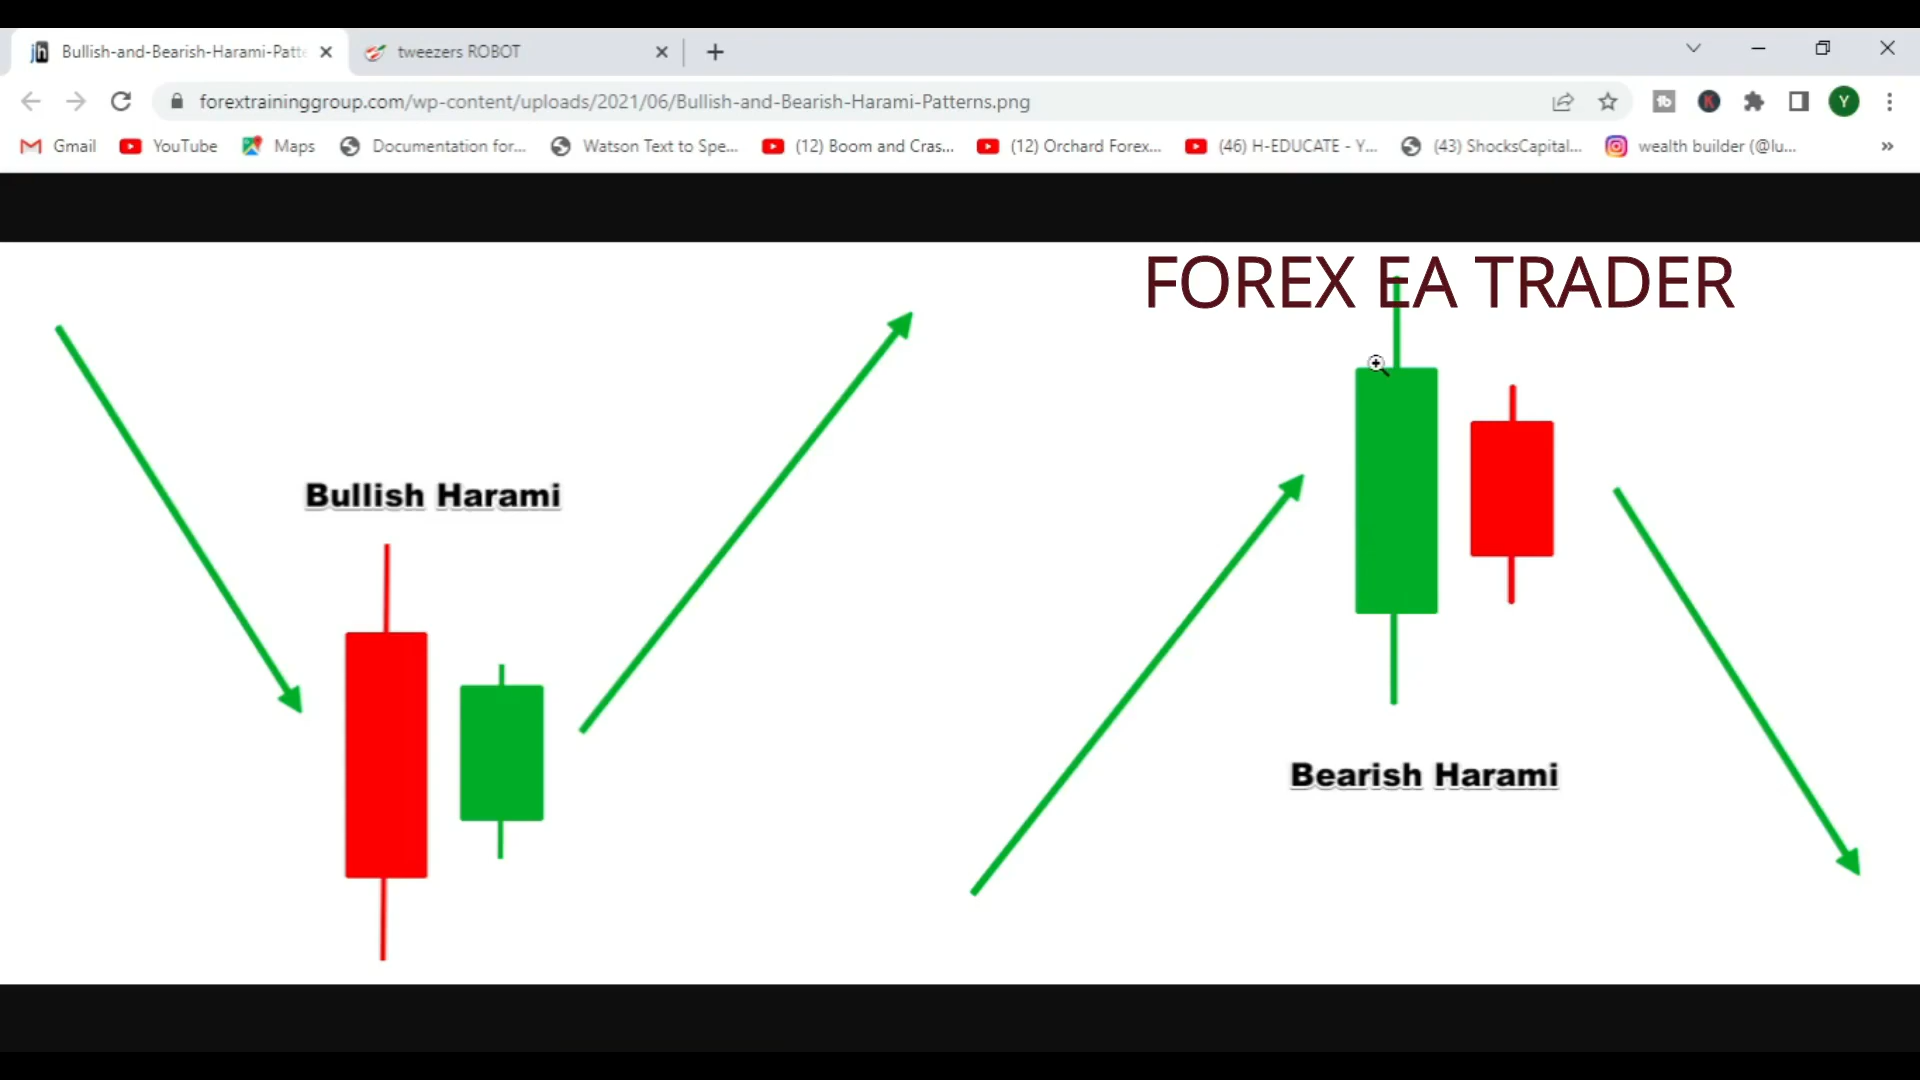 Bullish-and-Bearish-Harami-Patte
tweezers ROBOT
forextraininggroup.com/wp-content/uploads/2021/06/Bullish-and-Bearish-Harami-Patterns.png
Y
Gmail
YouTube
Maps
Documentation for...
Watson Text to Spe...
(12) Boom and Cras...
(12) Orchard Forex...
(46) H-EDUCATE - Y...
(43) ShocksCapital...
wealth builder (@lu...
FOREX EA TRADER
Bullish Harami
Bearish Harami